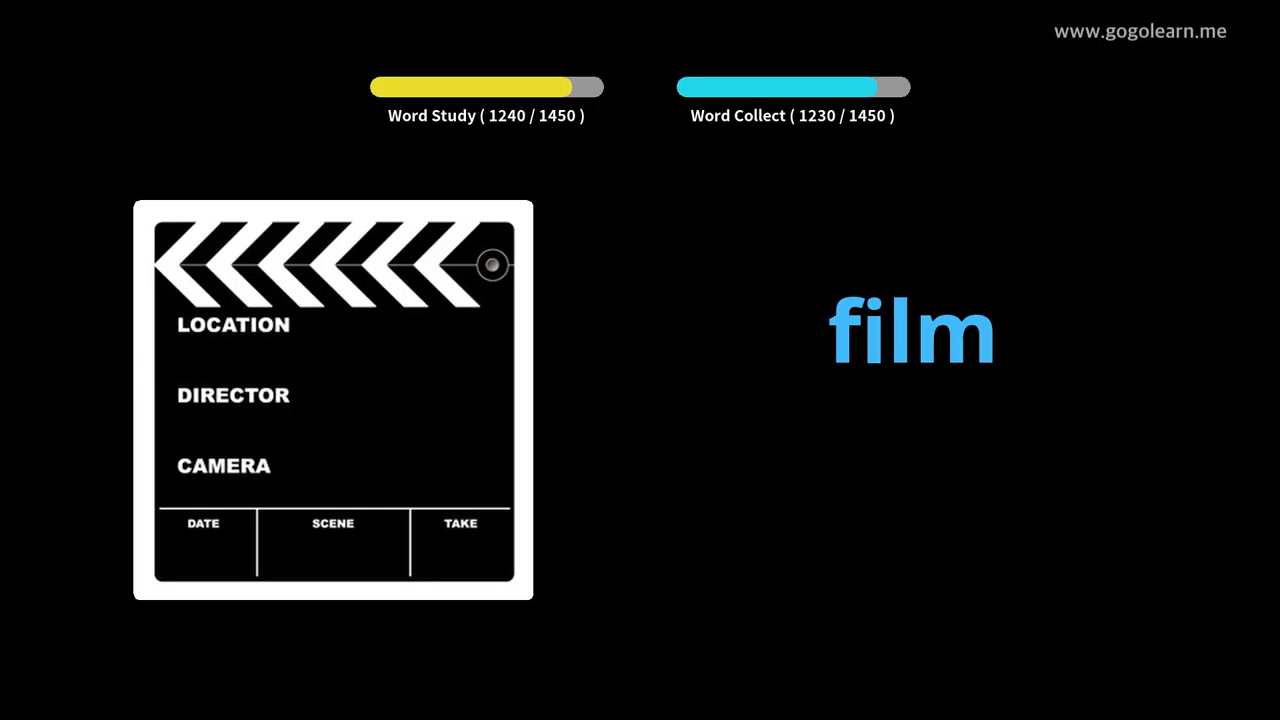 www.gogolearn.me
Word Study ( 1240 / 1450 )
Word Collect ( 1230 / 1450 )
LOCATION
DIRECTOR
CAMERA
DATE
SCENE
TAKE
film